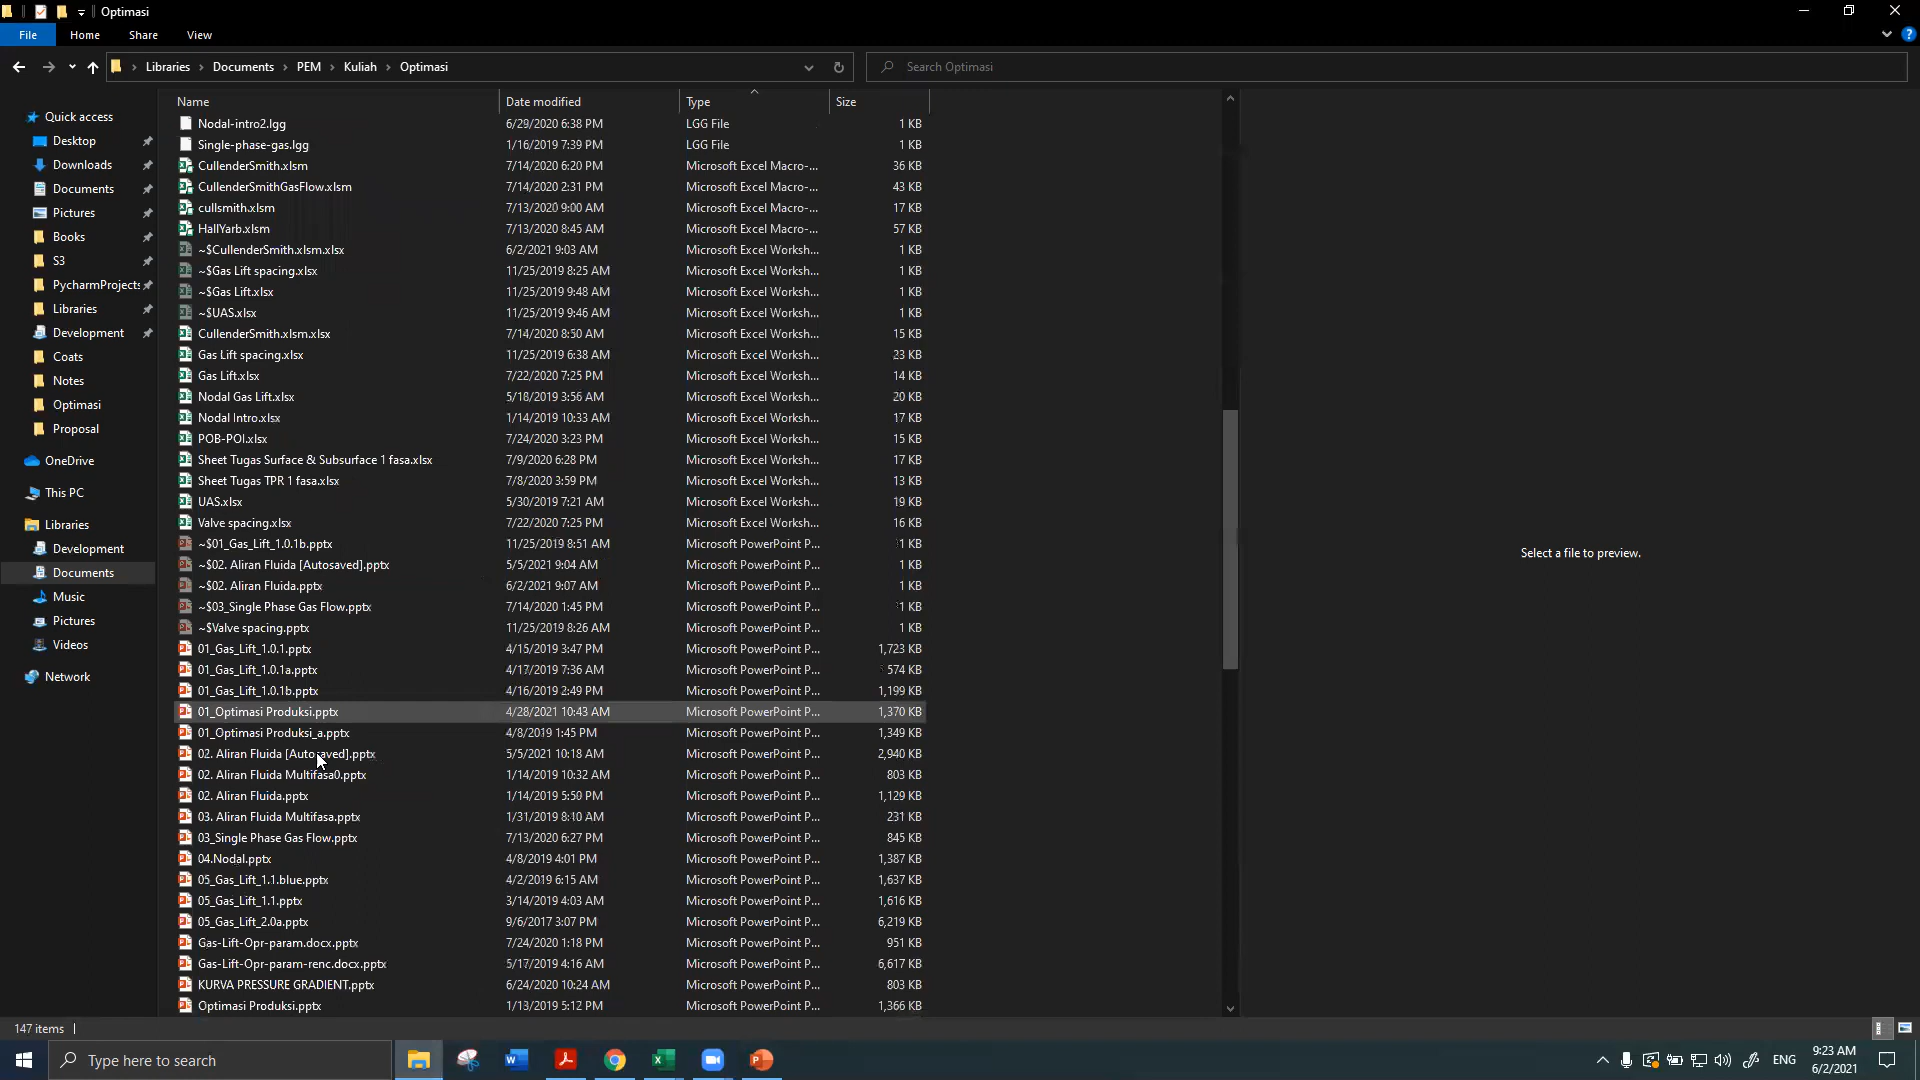 Optimasi
File Home Share View
Libraries Documents PEM Kuliah Optimasi Search Optimasi
Name Date modified Type Size
Quick access
Desktop
Downloads
Documents
Pictures
Books
S3
PycharmProjects
Libraries
Development
Coats
Notes
Optimasi
Proposal
OneDrive
This PC
Libraries
Development
Documents
Music
Pictures
Videos
Network
Nodal-intro2.lgg 6/29/2020 6:38 PM LGG File 1 KB
Single-phase-gas.lgg 1/16/2019 7:39 PM LGG File 1 KB
CullenderSmith.xlsm 7/14/2020 6:20 PM Microsoft Excel Macro-... 36 KB
CullenderSmithGasFlow.xlsm 7/14/2020 2:31 PM Microsoft Excel Macro-... 43 KB
cullsmith.xlsm 7/13/2020 9:00 AM Microsoft Excel Macro-... 17 KB
HallYarb.xlsm 7/13/2020 8:45 AM Microsoft Excel Macro-... 57 KB
~$CullenderSmith.xlsm.xlsx 6/2/2021 9:03 AM Microsoft Excel Worksh... 1 KB
~$Gas Lift spacing.xlsx 11/25/2019 8:25 AM Microsoft Excel Worksh... 1 KB
~$Gas Lift.xlsx 11/25/2019 9:48 AM Microsoft Excel Worksh... 1 KB
~$UAS.xlsx 11/25/2019 9:46 AM Microsoft Excel Worksh... 1 KB
CullenderSmith.xlsm.xlsx 7/14/2020 8:50 AM Microsoft Excel Worksh... 15 KB
Gas Lift spacing.xlsx 11/25/2019 6:38 AM Microsoft Excel Worksh... 23 KB
Gas Lift.xlsx 7/22/2020 7:25 PM Microsoft Excel Worksh... 14 KB
Nodal Gas Lift.xlsx 5/18/2019 3:56 AM Microsoft Excel Worksh... 20 KB
Nodal Intro.xlsx 1/14/2019 10:33 AM Microsoft Excel Worksh... 17 KB
POB-POI.xlsx 7/24/2020 3:23 PM Microsoft Excel Worksh... 15 KB
Sheet Tugas Surface & Subsurface 1 fasa.xlsx 7/9/2020 6:28 PM Microsoft Excel Worksh... 17 KB
Sheet Tugas TPR 1 fasa.xlsx 7/8/2020 3:59 PM Microsoft Excel Worksh... 13 KB
UAS.xlsx 5/30/2019 7:21 AM Microsoft Excel Worksh... 19 KB
Valve spacing.xlsx 7/22/2020 7:25 PM Microsoft Excel Worksh... 16 KB
~$01_Gas_Lift_1.0.1b.pptx 11/25/2019 8:51 AM Microsoft PowerPoint P... 1 KB
~$02. Aliran Fluida [Autosaved].pptx 5/5/2021 9:04 AM Microsoft PowerPoint P... 1 KB
~$02. Aliran Fluida.pptx 6/2/2021 9:07 AM Microsoft PowerPoint P... 1 KB
~$03_Single Phase Gas Flow.pptx 7/14/2020 1:45 PM Microsoft PowerPoint P... 1 KB
~$Valve spacing.pptx 11/25/2019 8:26 AM Microsoft PowerPoint P... 1 KB
01_Gas_Lift_1.0.1.pptx 4/15/2019 3:47 PM Microsoft PowerPoint P... 1,723 KB
01_Gas_Lift_1.0.1a.pptx 4/17/2019 7:36 AM Microsoft PowerPoint P... 574 KB
01_Gas_Lift_1.0.1b.pptx 4/16/2019 2:49 PM Microsoft PowerPoint P... 1,199 KB
01_Optimasi Produksi.pptx 4/28/2021 10:43 AM Microsoft PowerPoint P... 1,370 KB
01_Optimasi Produksi_a.pptx 4/8/2019 1:45 PM Microsoft PowerPoint P... 1,349 KB
02. Aliran Fluida [Autosaved].pptx 5/5/2021 10:18 AM Microsoft PowerPoint P... 2,940 KB
02. Aliran Fluida Multifasa0.pptx 1/14/2019 10:32 AM Microsoft PowerPoint P... 803 KB
02. Aliran Fluida.pptx 1/14/2019 5:50 PM Microsoft PowerPoint P... 1,129 KB
03. Aliran Fluida Multifasa.pptx 1/31/2019 8:10 AM Microsoft PowerPoint P... 231 KB
03_Single Phase Gas Flow.pptx 7/13/2020 6:27 PM Microsoft PowerPoint P... 845 KB
04.Nodal.pptx 4/8/2019 4:01 PM Microsoft PowerPoint P... 1,387 KB
05_Gas_Lift_1.1.blue.pptx 4/2/2019 6:15 AM Microsoft PowerPoint P... 1,637 KB
05_Gas_Lift_1.1.pptx 3/14/2019 4:03 AM Microsoft PowerPoint P... 1,616 KB
05_Gas_Lift_2.0a.pptx 9/6/2017 3:07 PM Microsoft PowerPoint P... 6,219 KB
Gas-Lift-Opr-param.docx.pptx 7/24/2020 1:18 PM Microsoft PowerPoint P... 951 KB
Gas-Lift-Opr-param-renc.docx.pptx 5/17/2019 4:16 AM Microsoft PowerPoint P... 6,617 KB
KURVA PRESSURE GRADIENT.pptx 6/24/2020 10:24 AM Microsoft PowerPoint P... 803 KB
Optimasi Produksi.pptx 1/13/2019 5:12 PM Microsoft PowerPoint P... 1,366 KB
Select a file to preview.
147 items
Type here to search
ENG
9:23 AM
6/2/2021